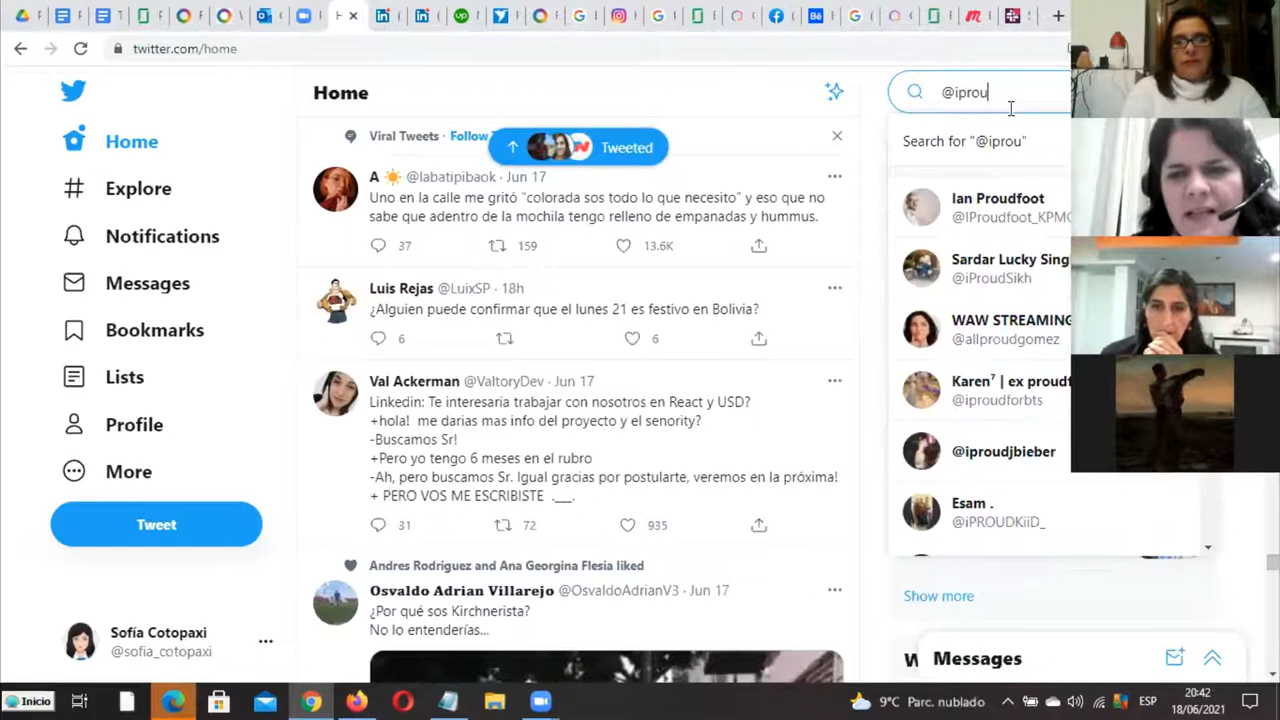 twitter.com/home
Home
Explore
Notifications
Messages
Bookmarks
Lists
Profile
More
Tweet
Sofía Cotopaxi
@sofia_cotopaxi
Home
Viral Tweets · Follow
Tweeted
A ☀️ @labatipibaok · Jun 17
Uno en la calle me gritó "colorada sos todo lo que necesito" y eso que no
sabe que adentro de la mochila tengo relleno de empanadas y hummus.
37 159 13.6K
Luis Rejas @LuixSP · 18h
¿Alguien puede confirmar que el lunes 21 es festivo en Bolivia?
6 6
Val Ackerman @ValtoryDev · Jun 17
Linkedin: Te interesaria trabajar con nosotros en React y USD?
+hola! me darias mas info del proyecto y el senority?
-Buscamos Sr!
+Pero yo tengo 6 meses en el rubro
-Ah, pero buscamos Sr. Igual gracias por postularte, veremos en la próxima!
+ PERO VOS ME ESCRIBISTE .___.
31 72 935
Andres Rodriguez and Ana Georgina Flesia liked
Osvaldo Adrian Villarejo @OsvaldoAdrianV3 · Jun 17
¿Por qué sos Kirchnerista?
No lo entenderías...
@iprou
Search for "@iprou"
Ian Proudfoot
@IProudfoot_KPMG
Sardar Lucky Sing
@iProudSikh
WAW STREAMING
@allproudgomez
Karen⁷ | ex proudf
@iproudforbts
@iproudjbieber
Esam .
@iPROUDKiiD_
Show more
Messages
Inicio
9°C Parc. nublado
ESP
20:42
18/06/2021